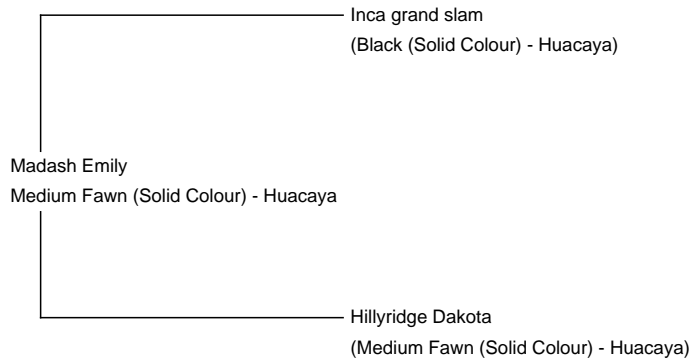 Inca grand slam
(Black (Solid Colour) - Huacaya)
Madash Emily
Medium Fawn (Solid Colour) - Huacaya
Hillyridge Dakota
(Medium Fawn (Solid Colour) - Huacaya)